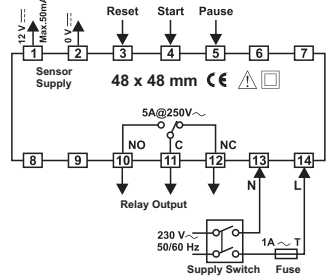 12 V ⎓
Max.50mA
0 V ⎓
Reset
Start
Pause
1
2
3
4
5
6
7
Sensor
Supply
48 x 48 mm CE
5A@250V~
NO
C
NC
8
9
10
11
12
13
14
Relay Output
N
L
230 V~
50/60 Hz
1A ~ T
Supply Switch
Fuse